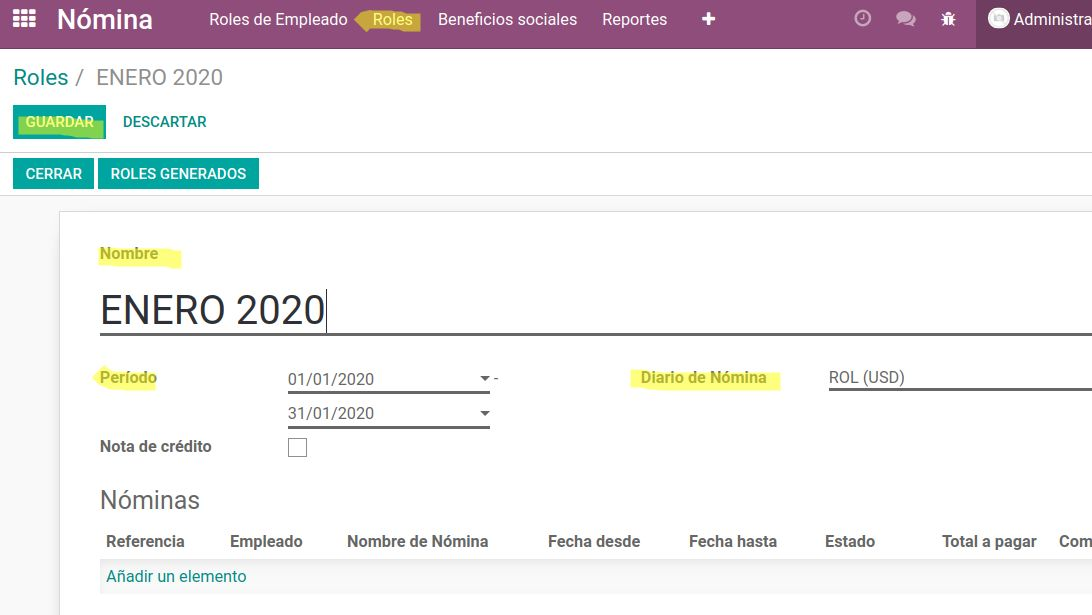 Nómina Roles de Empleado Roles Beneficios sociales Reportes + Administra
Roles / ENERO 2020
GUARDAR DESCARTAR
CERRAR ROLES GENERADOS
Nombre
ENERO 2020
Período 01/01/2020 - Diario de Nómina ROL (USD)
31/01/2020
Nota de crédito
Nóminas
Referencia Empleado Nombre de Nómina Fecha desde Fecha hasta Estado Total a pagar Com
Añadir un elemento